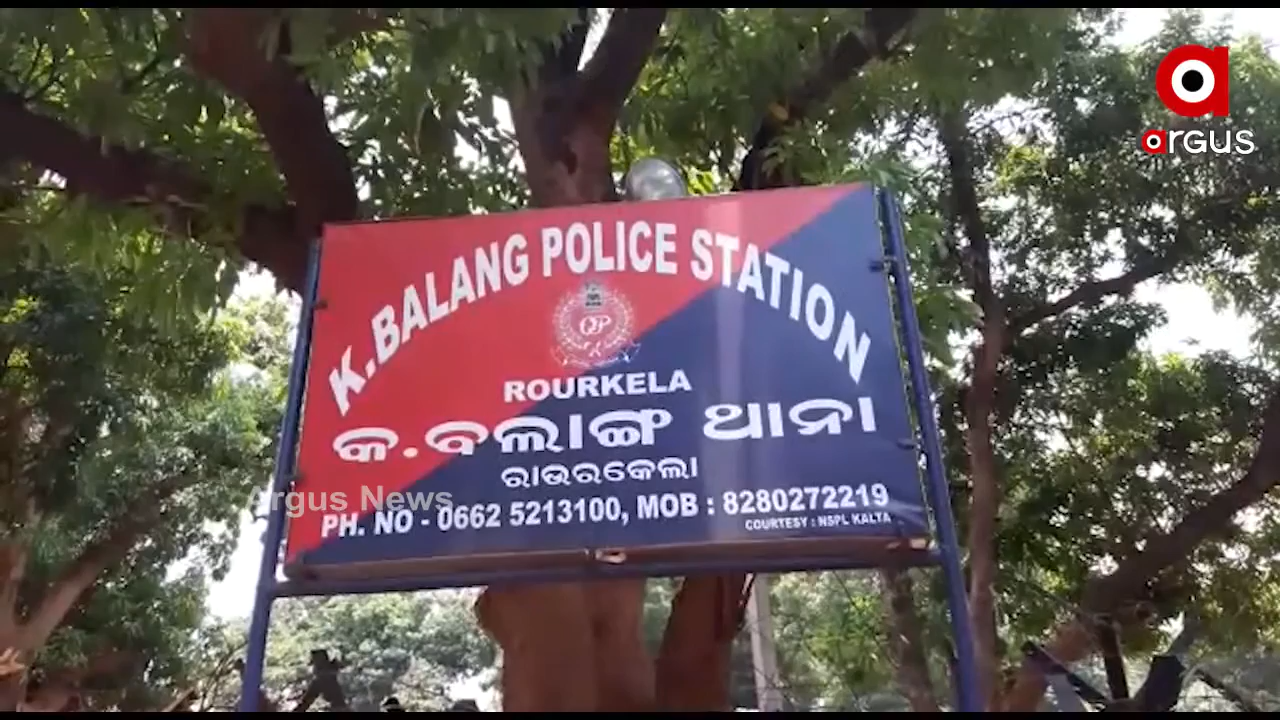 argus
K.BALANG POLICE STATION
OP
ROURKELA
କ.ବଲାଙ୍ଗ ଥାନା
ରାଉରକେଲା
Argus News
PH. NO - 0662 5213100, MOB : 8280272219
COURTESY : NSPL KALTA